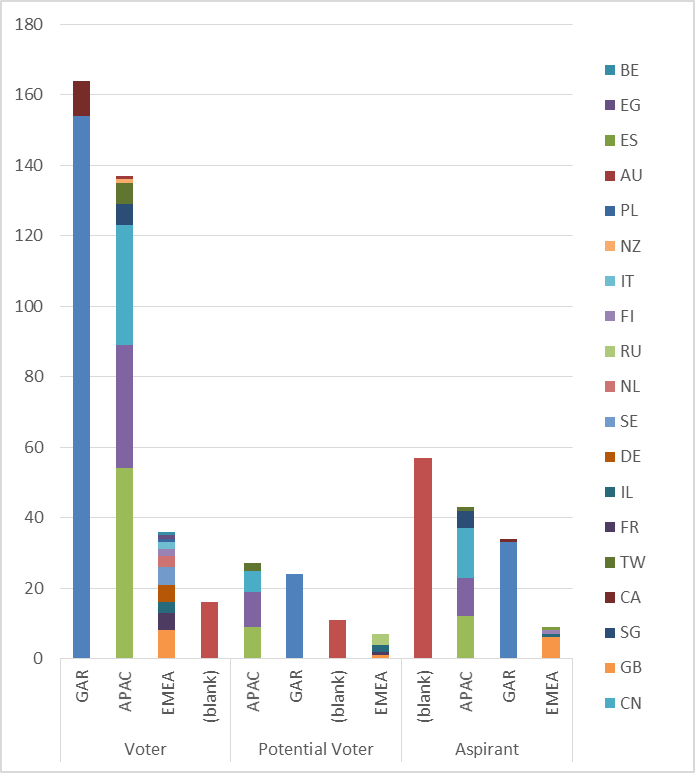 180
160
140
120
100
80
60
40
20
0
GAR
APAC
EMEA
(blank)
APAC
GAR
(blank)
EMEA
(blank)
APAC
GAR
EMEA
Voter
Potential Voter
Aspirant
BE
EG
ES
AU
PL
NZ
IT
FI
RU
NL
SE
DE
IL
FR
TW
CA
SG
GB
CN